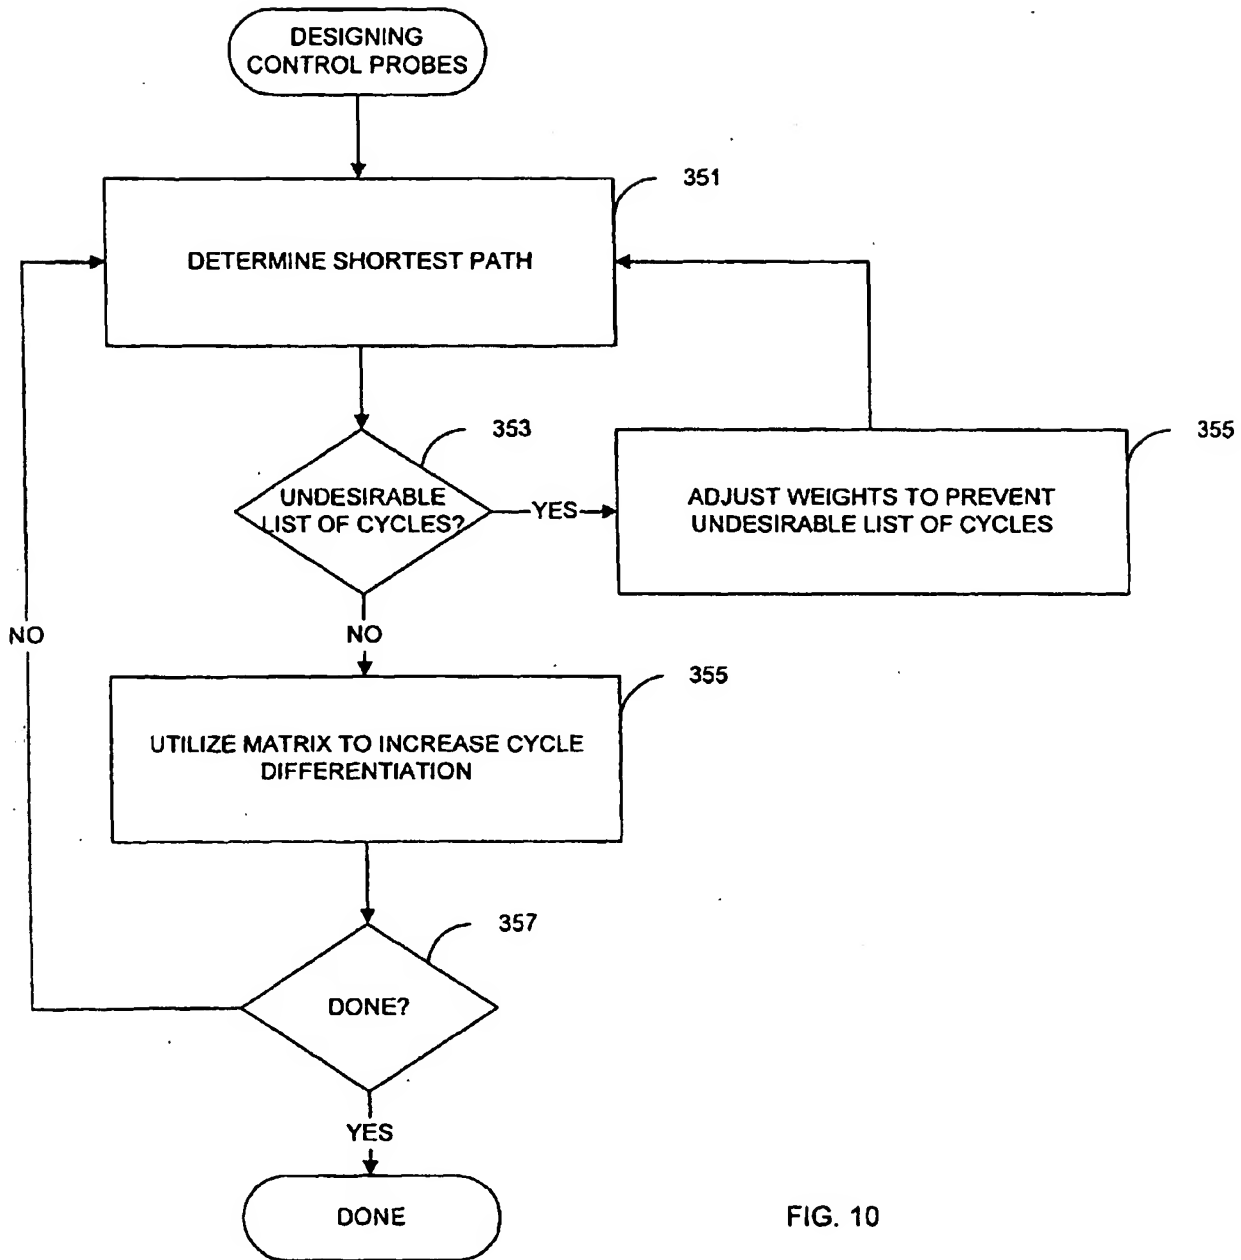 DESIGNING
CONTROL PROBES
351
DETERMINE SHORTEST PATH
353
UNDESIRABLE
LIST OF CYCLES?
YES
355
ADJUST WEIGHTS TO PREVENT
UNDESIRABLE LIST OF CYCLES
NO
NO
355
UTILIZE MATRIX TO INCREASE CYCLE
DIFFERENTIATION
357
DONE?
YES
DONE
FIG. 10